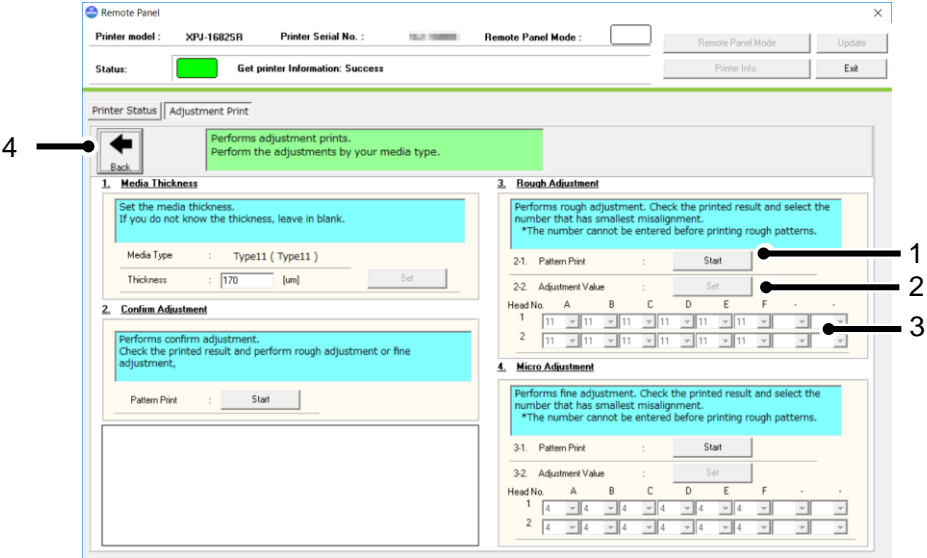 Remote Panel
Printer model : XPJ-1682SR Printer Serial No. : Remote Panel Mode :
Remote Panel Mode Update
Status: Get printer Information: Success
Printer Info. Exit
Printer Status Adjustment Print
4
Back
Performs adjustment prints.
Perform the adjustments by your media type.
1. Media Thickness
Set the media thickness.
If you do not know the thickness, leave in blank.
Media Type : Type11 ( Type11 )
Thickness : 170 [um] Set
2. Confirm Adjustment
Performs confirm adjustment.
Check the printed result and perform rough adjustment or fine
adjustment,
Pattern Print : Start
3. Rough Adjustment
Performs rough adjustment. Check the printed result and select the
number that has smallest misalignment.
*The number cannot be entered before printing rough patterns.
2-1. Pattern Print : Start
1
2-2. Adjustment Value : Set
2
Head No. A B C D E F - -
1 11 11 11 11 11 11
3
2 11 11 11 11 11 11
4. Micro Adjustment
Performs fine adjustment. Check the printed result and select the
number that has smallest misalignment.
*The number cannot be entered before printing rough patterns.
3-1. Pattern Print : Start
3-2. Adjustment Value : Set
Head No. A B C D E F - -
1 4 4 4 4 4 4
2 4 4 4 4 4 4